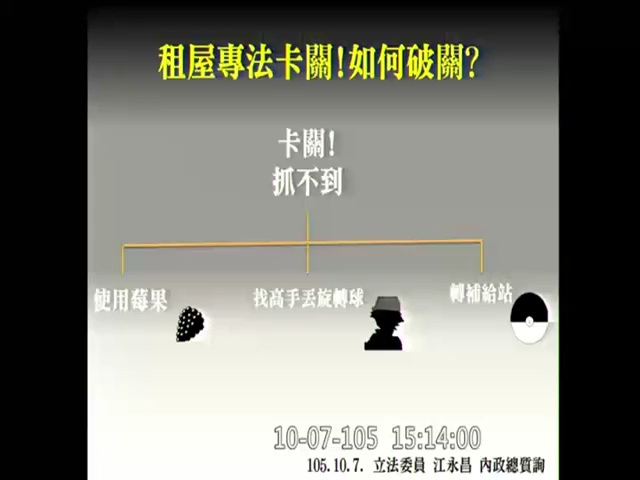 租屋專法卡關!如何破關?
卡關!
抓不到
使用莓果
找高手丟旋轉球
轉補給站
10-07-105 15:14:00
105.10.7. 立法委員 江永昌 內政總質詢